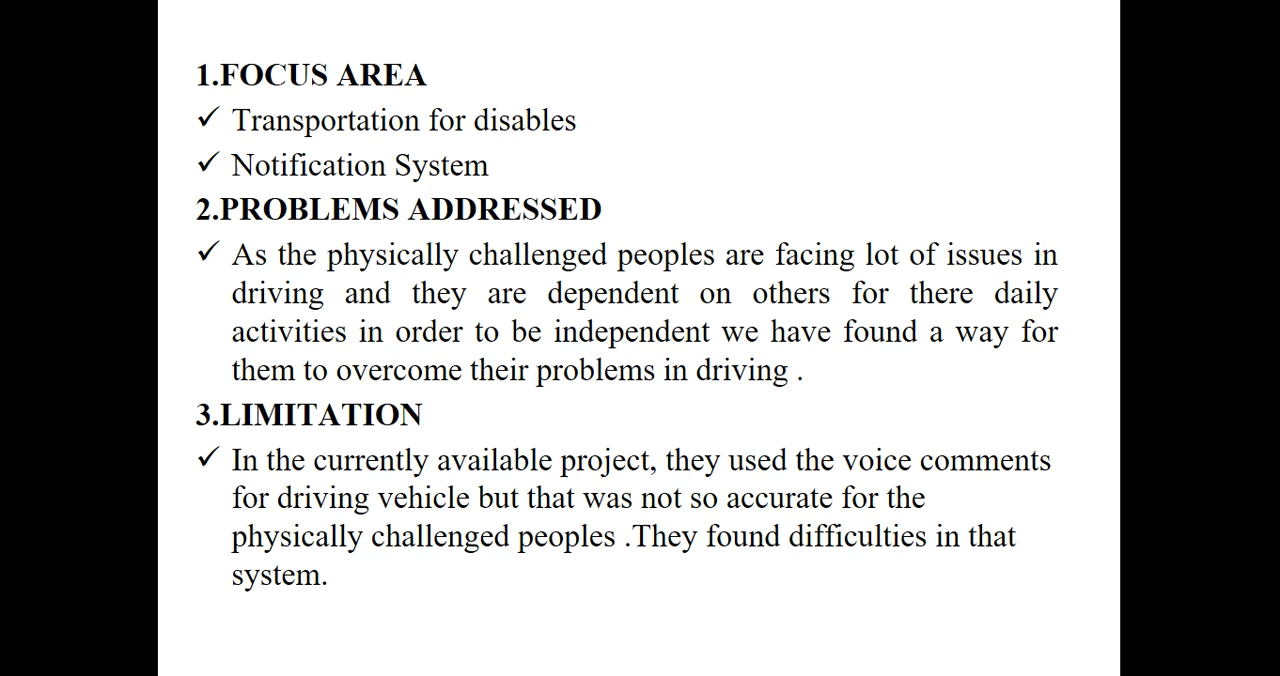 1.FOCUS AREA
✓ Transportation for disables
✓ Notification System
2.PROBLEMS ADDRESSED
✓ As the physically challenged peoples are facing lot of issues in
driving and they are dependent on others for there daily
activities in order to be independent we have found a way for
them to overcome their problems in driving .
3.LIMITATION
✓ In the currently available project, they used the voice comments
for driving vehicle but that was not so accurate for the
physically challenged peoples .They found difficulties in that
system.